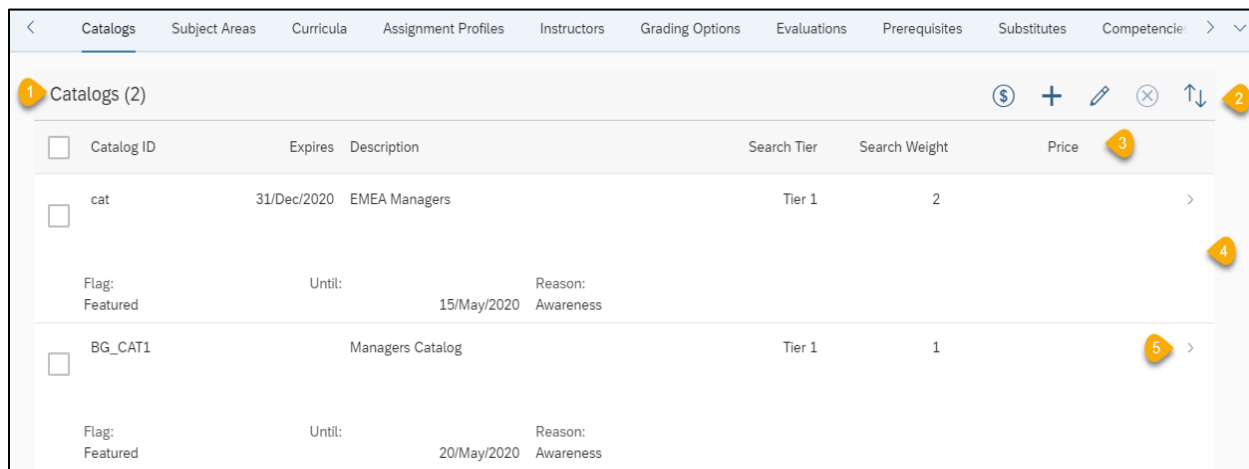 Catalogs Subject Areas Curricula Assignment Profiles Instructors Grading Options Evaluations Prerequisites Substitutes Competencie
1 Catalogs (2) 2
Catalog ID Expires Description Search Tier Search Weight Price 3
cat 31/Dec/2020 EMEA Managers Tier 1 2
4
Flag: Until: Reason:
Featured 15/May/2020 Awareness
BG_CAT1 Managers Catalog Tier 1 1 5
Flag: Until: Reason:
Featured 20/May/2020 Awareness